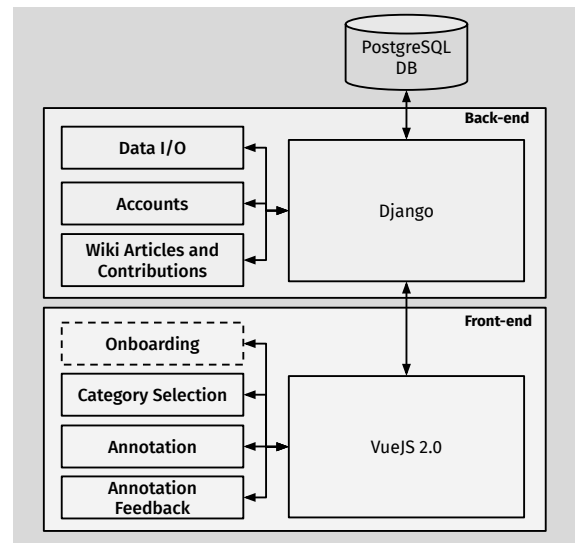 PostgreSQL
DB
Back-end
Data I/O
Accounts
Wiki Articles and
Contributions
Django
Front-end
Onboarding
Category Selection
Annotation
Annotation
Feedback
VueJS 2.0